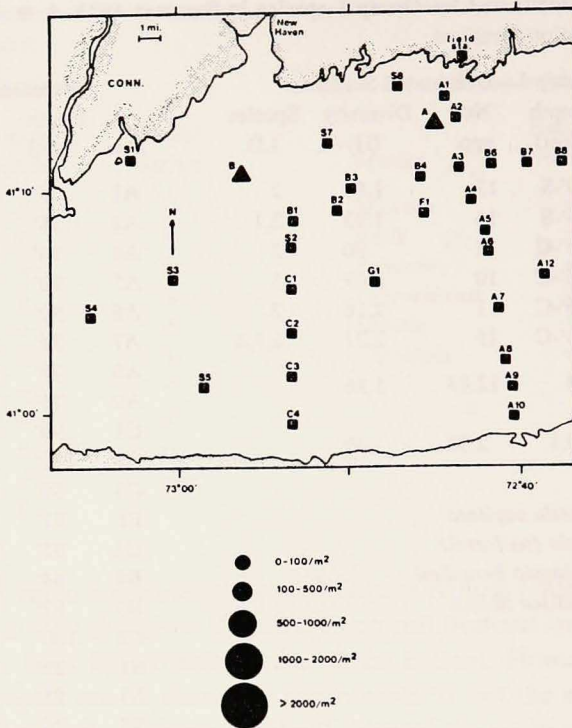 1 mi.
New
Haven
field
sta.
CONN.
S8
A1
A
A2
S7
S1
B
A3
B6
B7
B8
41°10'
B3
B4
A4
B2
F1
B1
A5
N
S2
A6
S3
C1
G1
A12
S4
A7
C2
A8
C3
S5
A9
41°00'
C4
A10
73°00'
72°40'
0-100/m²
100-500/m²
500-1000/m²
1000-2000/m²
> 2000/m²